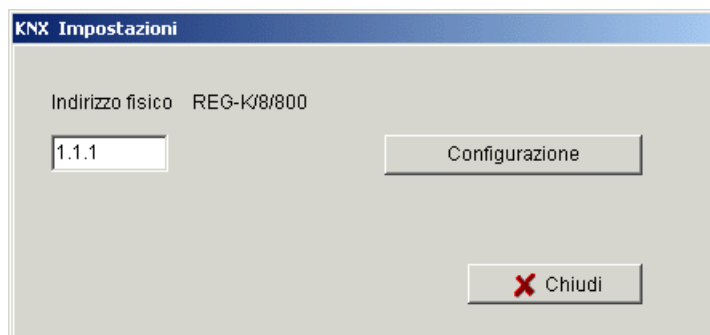 KNX Impostazioni
Indirizzo fisico REG-K/8/800
1.1.1
Configurazione
Chiudi